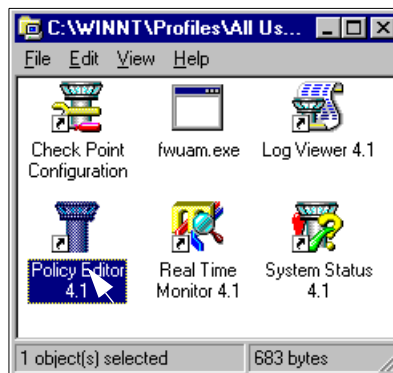 C:\WINNT\Profiles\All Us...
File Edit View Help
Check Point
Configuration
fwuam.exe
Log Viewer 4.1
Policy Editor
4.1
Real Time
Monitor 4.1
System Status
4.1
1 object(s) selected
683 bytes